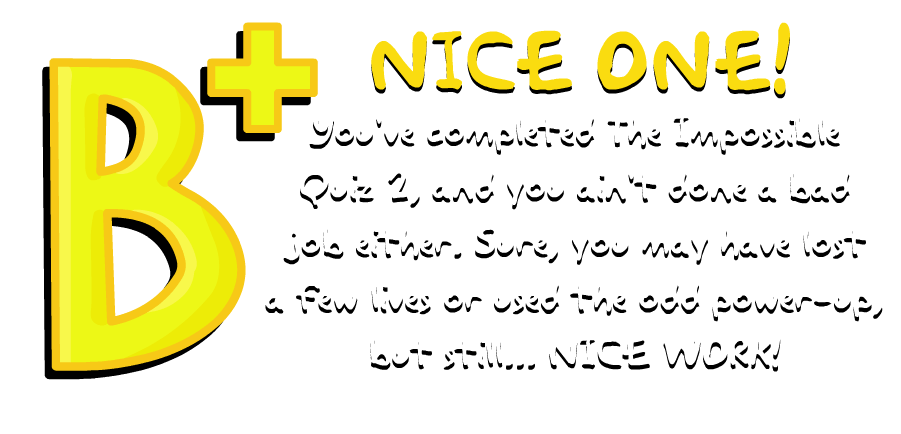 B+
NICE ONE!
You've completed The Impossible
Quiz 2, and you ain't done a bad
job either. Sure, you may have lost
a few lives or used the odd power-up,
but still... NICE WORK!